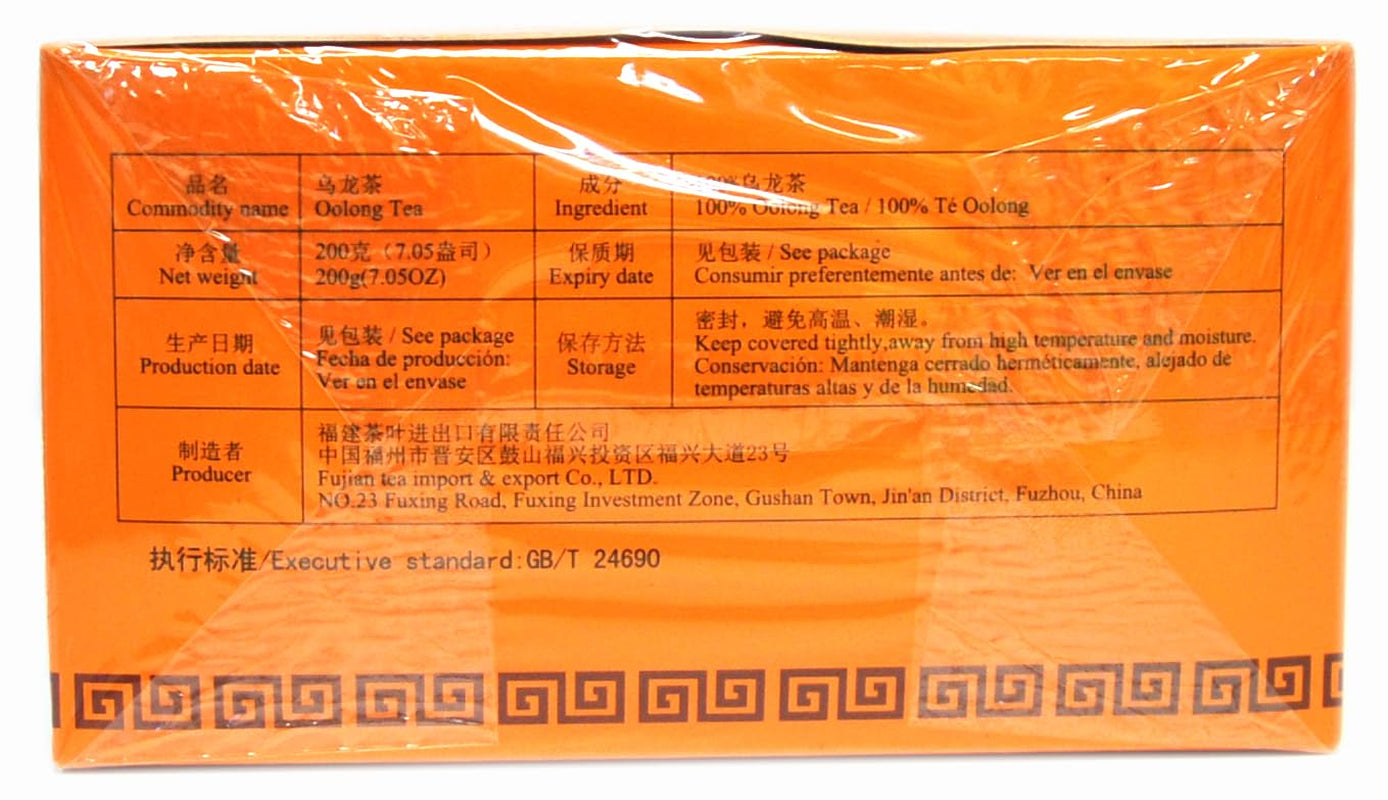 品名
Commodity name
乌龙茶
Oolong Tea
成分
Ingredient
100%乌龙茶
100% Oolong Tea / 100% Té Oolong
净含量
Net weight
200克（7.05盎司）
200g(7.05OZ)
保质期
Expiry date
见包装 / See package
Consumir preferentemente antes de: Ver en el envase
生产日期
Production date
见包装 / See package
Fecha de producción:
Ver en el envase
保存方法
Storage
密封，避免高温、潮湿。
Keep covered tightly,away from high temperature and moisture.
Conservación: Mantenga cerrado herméticamente, alejado de
temperaturas altas y de la humedad.
制造者
Producer
福建茶叶进出口有限责任公司
中国福州市晋安区鼓山福兴投资区福兴大道23号
Fujian tea import & export Co., LTD.
NO.23 Fuxing Road, Fuxing Investment Zone, Gushan Town, Jin'an District, Fuzhou, China
执行标准/Executive standard:GB/T 24690